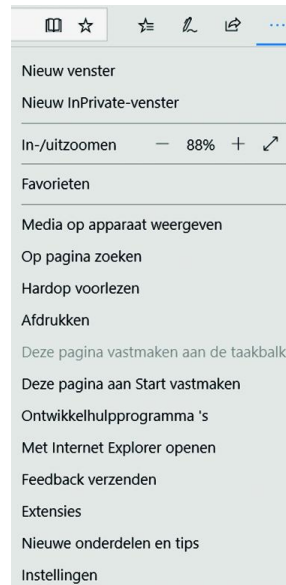 Nieuw venster
Nieuw InPrivate-venster
In-/uitzoomen — 88% +
Favorieten
Media op apparaat weergeven
Op pagina zoeken
Hardop voorlezen
Afdrukken
Deze pagina vastmaken aan de taakbalk
Deze pagina aan Start vastmaken
Ontwikkelhulpprogramma 's
Met Internet Explorer openen
Feedback verzenden
Extensies
Nieuwe onderdelen en tips
Instellingen